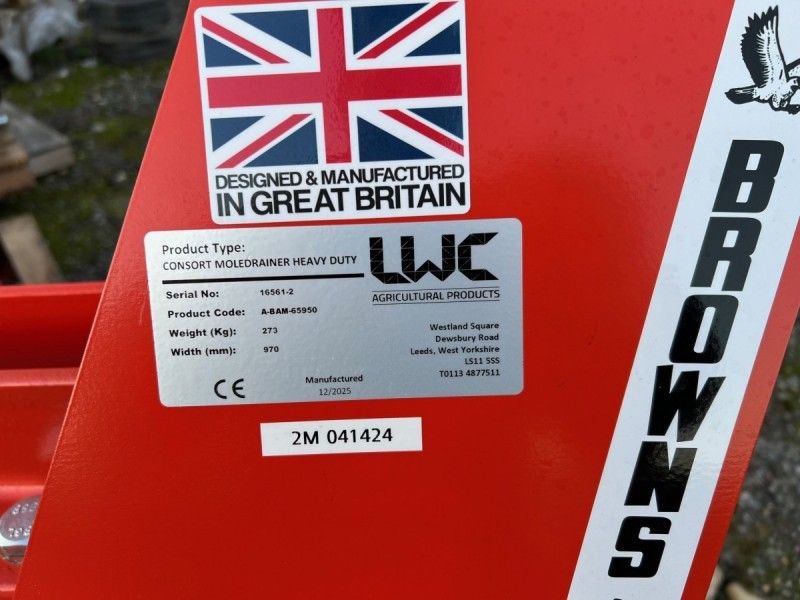 DESIGNED & MANUFACTURED
IN GREAT BRITAIN
Product Type:
CONSORT MOLEDRAINER HEAVY DUTY
LWC
AGRICULTURAL PRODUCTS
Serial No: 16561-2
Product Code: A-BAM-65950
Weight (Kg): 273
Width (mm): 970
Westland Square
Dewsbury Road
Leeds, West Yorkshire
LS11 5SS
T0113 4877511
CE
Manufactured
12/2025
2M 041424
BROWNS